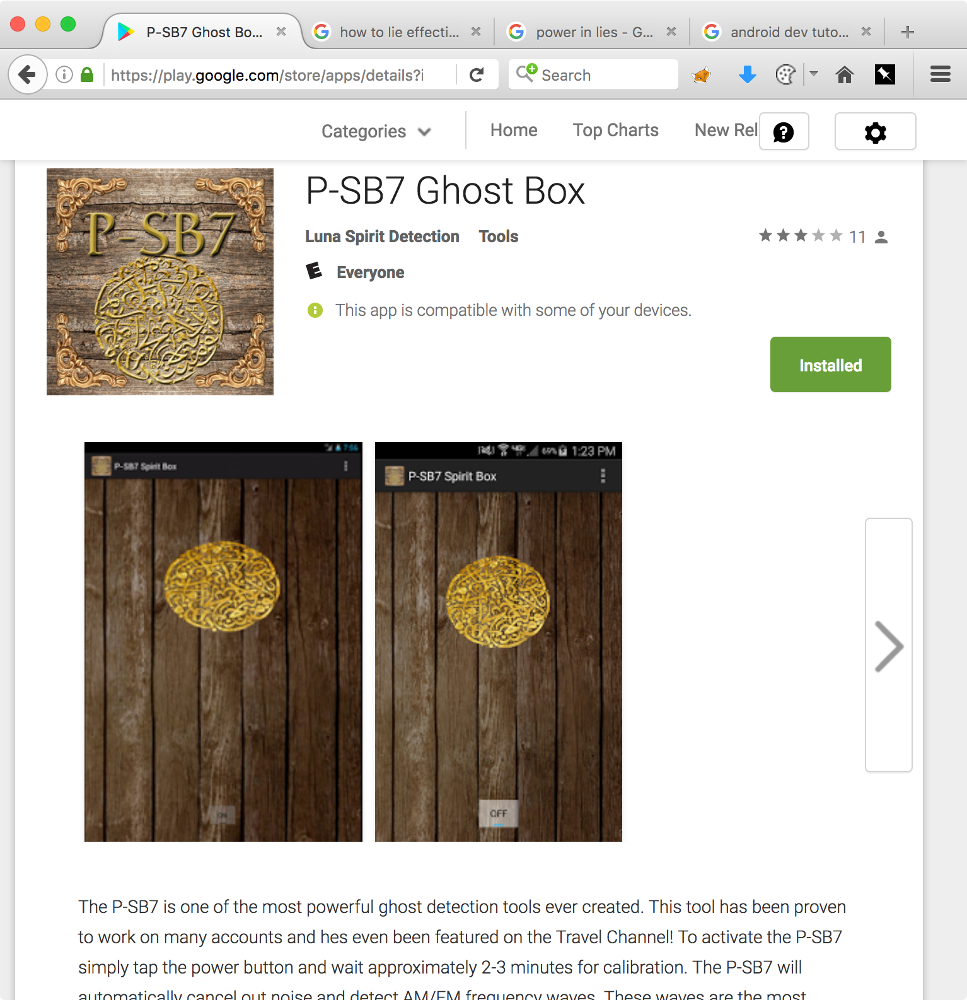 P-SB7 Ghost Bo...
how to lie effecti...
power in lies - G...
android dev tuto...
https://play.google.com/store/apps/details?i
Search
Categories
Home
Top Charts
New Rel
P-SB7
P-SB7 Ghost Box
Luna Spirit Detection Tools
11
E Everyone
This app is compatible with some of your devices.
Installed
7:56
P-SB7 Spirit Box
69% 1:23 PM
P-SB7 Spirit Box
ON
OFF
The P-SB7 is one of the most powerful ghost detection tools ever created. This tool has been proven
to work on many accounts and hes even been featured on the Travel Channel! To activate the P-SB7
simply tap the power button and wait approximately 2-3 minutes for calibration. The P-SB7 will
automatically cancel out noise and detect AM/FM frequency waves. These waves are the most